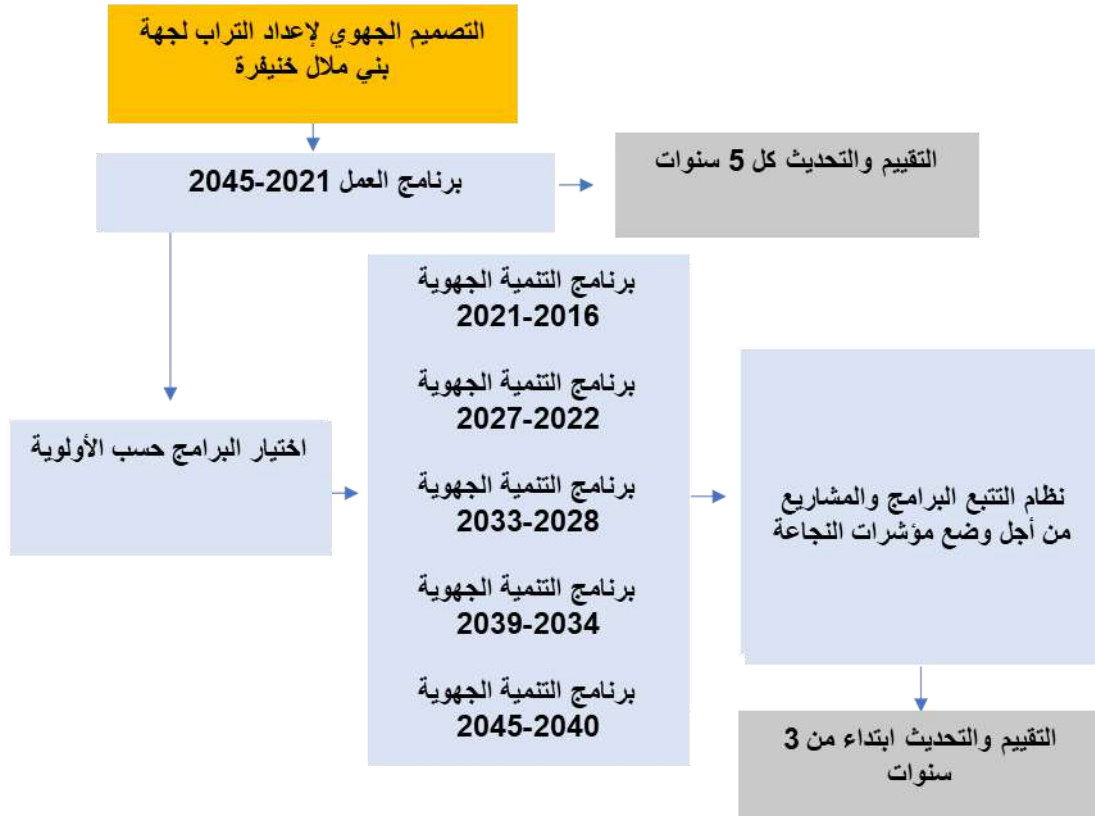 التصميم الجهوي لإعداد التراب لجهة
بني ملال خنيفرة
برنامج العمل 2021-2045
التقييم والتحديث كل 5 سنوات
اختيار البرامج حسب الأولوية
برنامج التنمية الجهوية
2021-2016
برنامج التنمية الجهوية
2027-2022
برنامج التنمية الجهوية
2033-2028
برنامج التنمية الجهوية
2039-2034
برنامج التنمية الجهوية
2045-2040
نظام التتبع البرامج والمشاريع
من أجل وضع مؤشرات النجاعة
التقييم والتحديث ابتداء من 3
سنوات